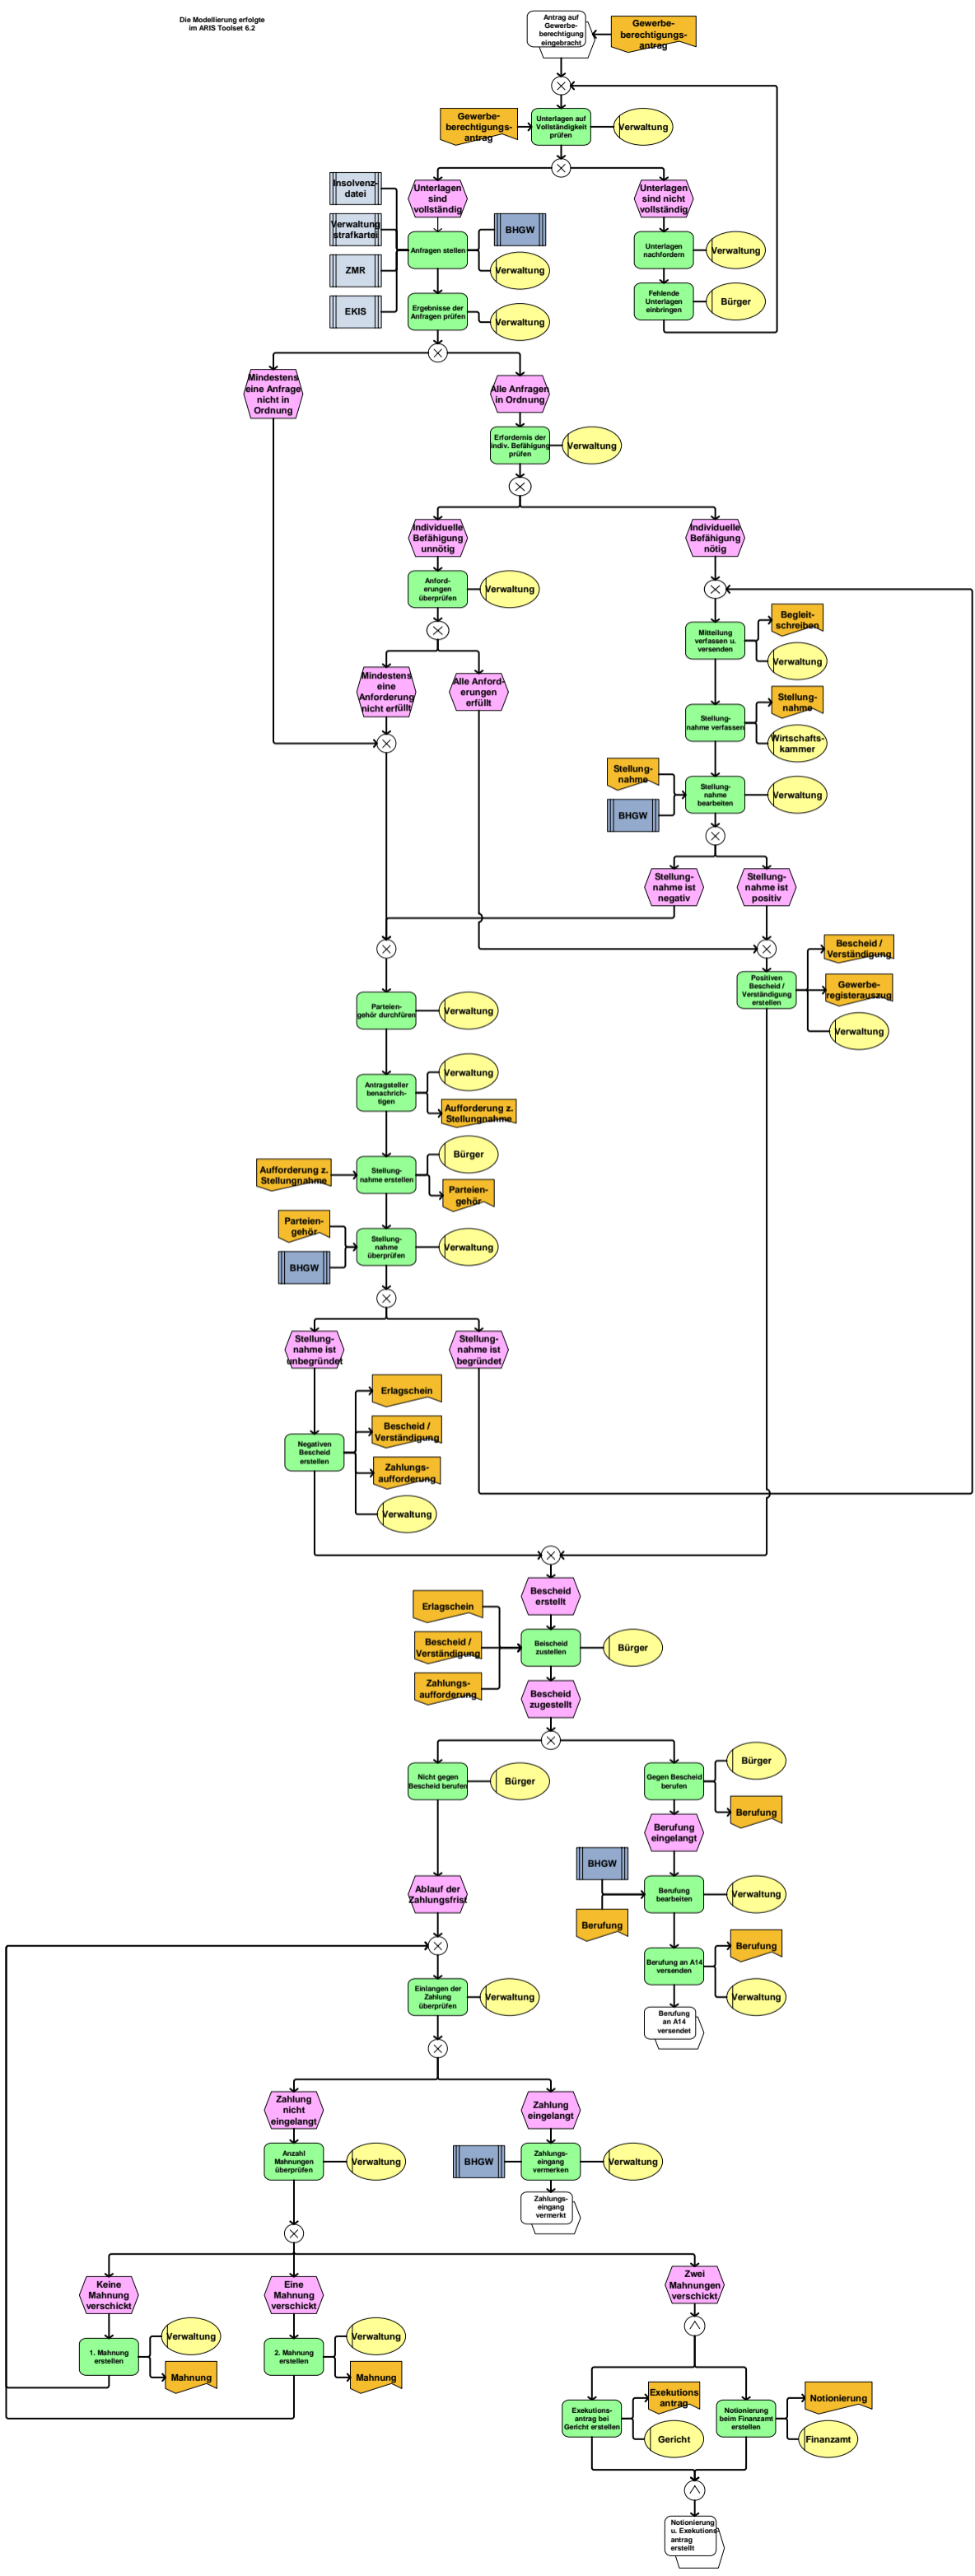 Die Modellierung erfolgte
im ARIS Toolset 6.2
Antrag auf
Gewerbe-
berechtigung
eingebracht
Gewerbe-
berechtigungs-
antrag
Gewerbe-
berechtigungs-
antrag
Unterlagen auf
Vollständigkeit
prüfen
Verwaltung
Unterlagen
sind
vollständig
Unterlagen
sind nicht
vollständig
Insolvenz-
datei
Verwaltung
strafkartei
ZMR
EKIS
Anfragen stellen
BHGW
Verwaltung
Unterlagen
nachfordern
Verwaltung
Ergebnisse der
Anfragen prüfen
Verwaltung
Fehlende
Unterlagen
einbringen
Bürger
Mindestens
eine Anfrage
nicht in
Ordnung
Alle Anfragen
in Ordnung
Erfordernis der
indiv. Befähigung
prüfen
Verwaltung
Individuelle
Befähigung
unnötig
Individuelle
Befähigung
nötig
Anford-
erungen
überprüfen
Verwaltung
Mitteilung
verfassen u.
versenden
Begleit-
schreiben
Verwaltung
Mindestens
eine
Anforderung
nicht erfüllt
Alle Anford-
erungen
erfüllt
Stellung-
nahme verfassen
Stellung-
nahme
Wirtschafts-
kammer
Stellung-
nahme
BHGW
Stellung-
nahme
bearbeiten
Verwaltung
Stellung-
nahme ist
negativ
Stellung-
nahme ist
positiv
Positiven
Bescheid /
Verständigung
erstellen
Bescheid /
Verständigung
Gewerbe-
registerauszug
Verwaltung
Parteien-
gehör durchfüren
Verwaltung
Antragsteller
benachrich-
tigen
Verwaltung
Aufforderung z.
Stellungnahme
Aufforderung z.
Stellungnahme
Stellung-
nahme erstellen
Bürger
Parteien-
gehör
Parteien-
gehör
BHGW
Stellung-
nahme
überprüfen
Verwaltung
Stellung-
nahme ist
unbegründet
Stellung-
nahme ist
begründet
Negativen
Bescheid
erstellen
Erlagschein
Bescheid /
Verständigung
Zahlungs-
aufforderung
Verwaltung
Bescheid
erstellt
Erlagschein
Bescheid /
Verständigung
Zahlungs-
aufforderung
Beischeid
zustellen
Bürger
Bescheid
zugestellt
Nicht gegen
Bescheid berufen
Bürger
Gegen Bescheid
berufen
Bürger
Berufung
Berufung
eingelangt
BHGW
Berufung
Berufung
bearbeiten
Verwaltung
Ablauf der
Zahlungsfrist
Berufung an A14
versenden
Berufung
Verwaltung
Einlangen der
Zahlung
überprüfen
Verwaltung
Berufung
an A14
versendet
Zahlung
nicht
eingelangt
Zahlung
eingelangt
Anzahl
Mahnungen
überprüfen
Verwaltung
BHGW
Zahlungs-
eingang
vermerken
Verwaltung
Zahlungs-
eingang
vermerkt
Keine
Mahnung
verschickt
Eine
Mahnung
verschickt
Zwei
Mahnungen
verschickt
1. Mahnung
erstellen
Verwaltung
Mahnung
2. Mahnung
erstellen
Verwaltung
Mahnung
Exekutions-
antrag bei
Gericht erstellen
Exekutions
antrag
Gericht
Notionierung
beim Finanzamt
erstellen
Notionierung
Finanzamt
Notionierung
u. Exekutions-
antrag
erstellt